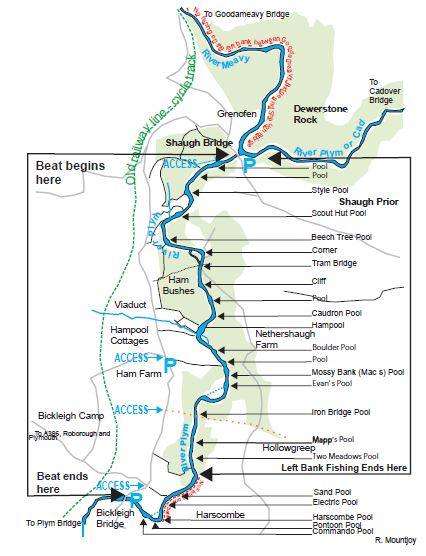 To Goodameavy Bridge
River Meavy
Old railway line - cycle track
Grenofen
To
Cadover
Bridge
Dewerstone
Rock
River Plym or Cad
Shaugh Bridge
Beat begins
here
ACCESS
P
Pool
Pool
Style Pool
Shaugh Prior
Scout Hut Pool
River Plym
Beech Tree Pool
Corner
Tram Bridge
Ham
Bushes
Cliff
Pool
Viaduct
Caudron Pool
Hampool
Hampool
Cottages
Nethershaugh
Farm
Boulder Pool
ACCESS
P
Pool
Ham Farm
Mossy Bank (Mac s) Pool
Evan's Pool
Bickleigh Camp
ACCESS
Iron Bridge Pool
To A386, Roborough and
Plymouth
River Plym
Mapp's Pool
Hollowgreep
Two Meadows Pool
Left Bank Fishing Ends Here
Beat ends
here
ACCESS
P
Sand Pool
Electric Pool
To Plym Bridge
Bickleigh
Bridge
Harscombe
Harscombe Pool
Pontoon Pool
Commando Pool
R. Mountjoy